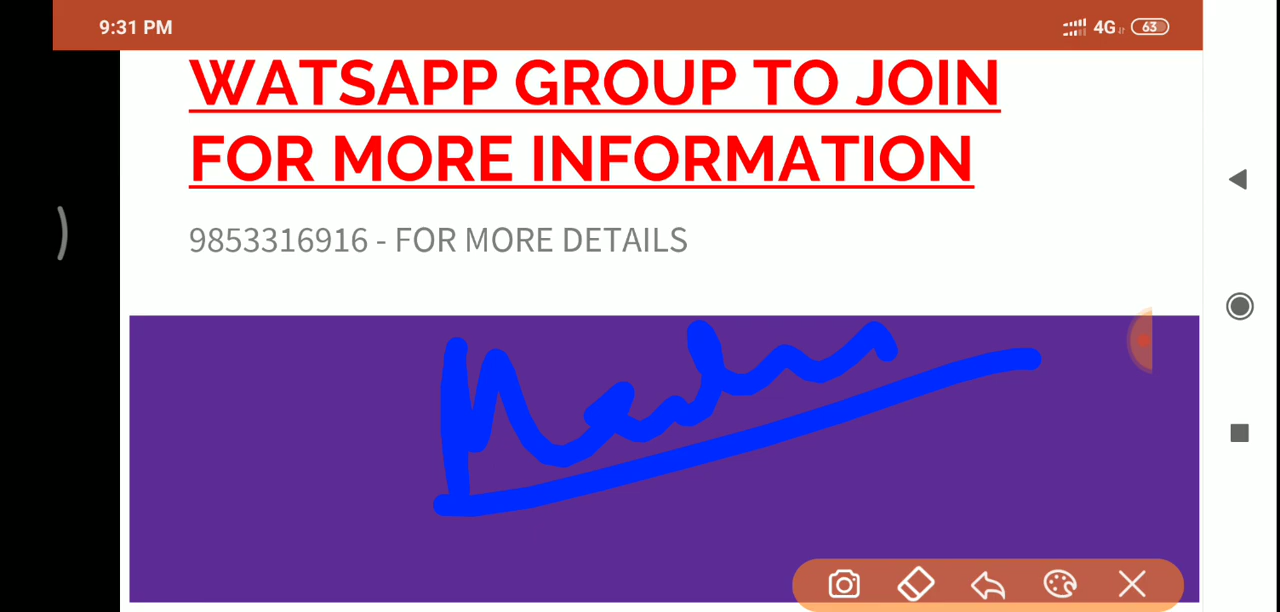 9:31 PM 4G 63
WATSAPP GROUP TO JOIN
FOR MORE INFORMATION
9853316916 - FOR MORE DETAILS